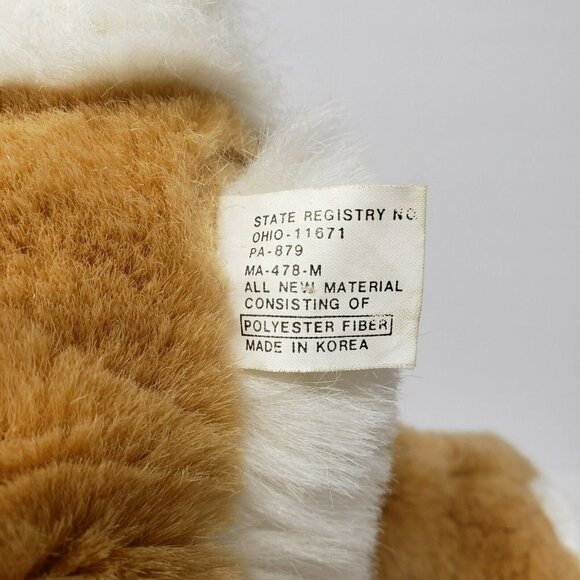 STATE REGISTRY NO.
OHIO-11671
PA-879
MA-478-M
ALL NEW MATERIAL
CONSISTING OF
POLYESTER FIBER
MADE IN KOREA